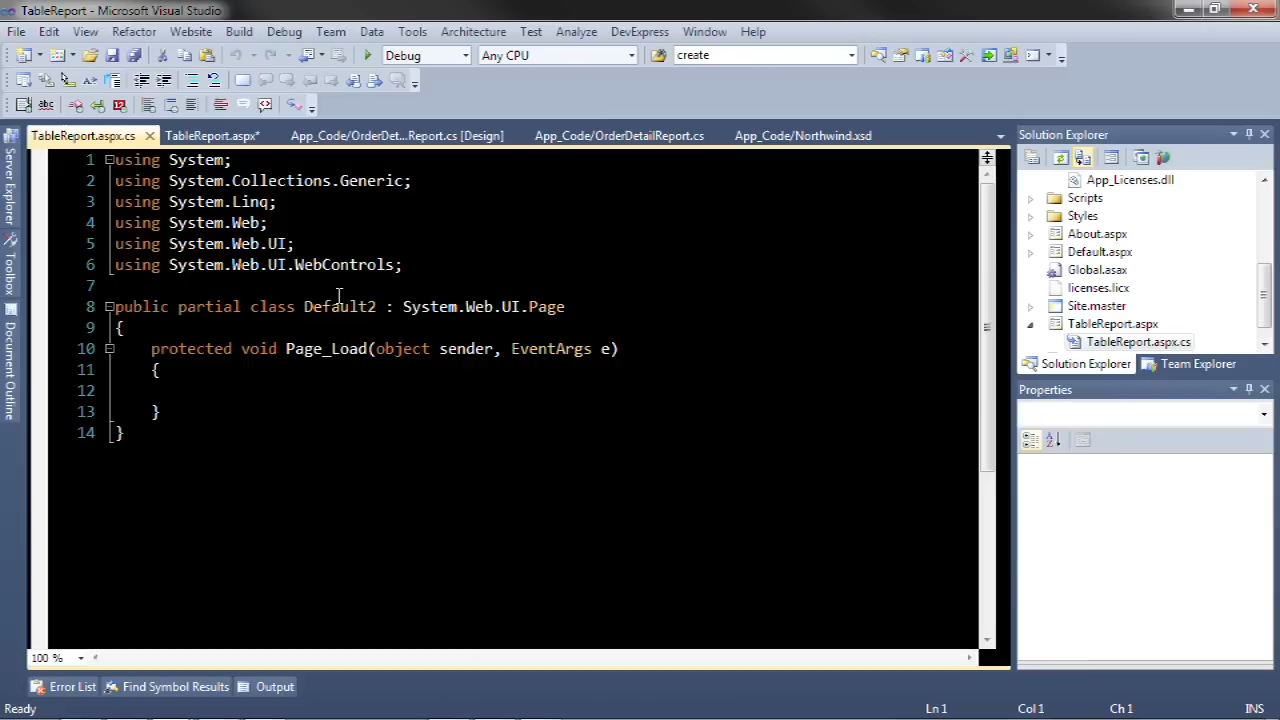 TableReport - Microsoft Visual Studio
File Edit View Refactor Website Build Debug Team Data Tools Architecture Test Analyze DevExpress Window Help
Debug Any CPU create
TableReport.aspx.cs TableReport.aspx* App_Code/OrderDet...Report.cs [Design] App_Code/OrderDetailReport.cs App_Code/Northwind.xsd
Server Explorer
Toolbox
Document Outline
1 using System;
2 using System.Collections.Generic;
3 using System.Linq;
4 using System.Web;
5 using System.Web.UI;
6 using System.Web.UI.WebControls;
7
8 public partial class Default2 : System.Web.UI.Page
9 {
10 protected void Page_Load(object sender, EventArgs e)
11 {
12
13 }
14 }
100 %
Solution Explorer
App_Licenses.dll
Scripts
Styles
About.aspx
Default.aspx
Global.asax
licenses.licx
Site.master
TableReport.aspx
TableReport.aspx.cs
Solution Explorer Team Explorer
Properties
Error List Find Symbol Results Output
Ready Ln 1 Col 1 Ch 1 INS